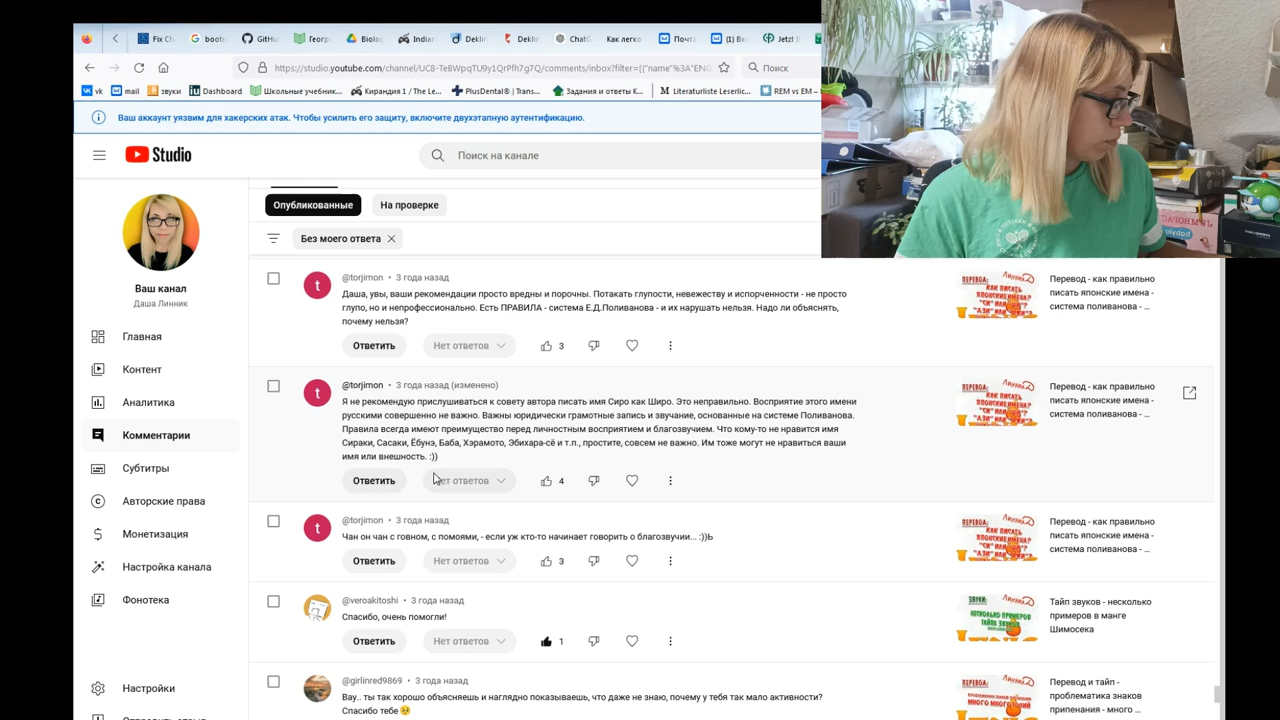 Fix Ch
boots
GitHu
Георг
Биоло
Indian
Deklin
Deklin
ChatG
Как легко
Почта
(1) Вх
Jetzt B
https://studio.youtube.com/channel/UC8-TeBWpqTU9y1QrPfh7g7Q/comments/inbox?filter=[{"name"%3A"ENG
Поиск
vk
mail
звуки
Dashboard
Школьные учебник...
Кирандия 1 / The Le...
PlusDental® | Trans...
Задания и ответы К...
Literaturliste Leserlic...
REM vs EM –
Ваш аккаунт уязвим для хакерских атак. Чтобы усилить его защиту, включите двухэтапную аутентификацию.
Studio
Поиск на канале
Опубликованные
На проверке
Без моего ответа
Ваш канал
Даша Линник
Главная
Контент
Аналитика
Комментарии
Субтитры
Авторские права
Монетизация
Настройка канала
Фонотека
Настройки
@torjimon • 3 года назад
Даша, увы, ваши рекомендации просто вредны и порочны. Потакать глупости, невежеству и испорченности - не просто
глупо, но и непрофессионально. Есть ПРАВИЛА - система Е.Д.Поливанова - и их нарушать нельзя. Надо ли объяснять,
почему нельзя?
Ответить
Нет ответов
3
Перевод - как правильно
писать японские имена -
система поливанова - ...
@torjimon • 3 года назад (изменено)
Я не рекомендую прислушиваться к совету автора писать имя Сиро как Широ. Это неправильно. Восприятие этого имени
русскими совершенно не важно. Важны юридически грамотные запись и звучание, основанные на системе Поливанова.
Правила всегда имеют преимущество перед личностным восприятием и благозвучием. Что кому-то не нравится имя
Сираки, Сасаки, Ёбунэ, Баба, Хэрамото, Эбихара-сё и т.п., простите, совсем не важно. Им тоже могут не нравиться ваши
имя или внешность. :))
Ответить
Нет ответов
4
Перевод - как правильно
писать японские имена -
система поливанова - ...
@torjimon • 3 года назад
Чан он чан с говном, с помоями, - если уж кто-то начинает говорить о благозвучии... :))Ь
Ответить
Нет ответов
3
Перевод - как правильно
писать японские имена -
система поливанова - ...
@veroakitoshi • 3 года назад
Спасибо, очень помогли!
Ответить
Нет ответов
1
Тайп звуков - несколько
примеров в манге
Шимосека
@girlinred9869 • 3 года назад
Вау.. ты так хорошо объясняешь и наглядно показываешь, что даже не знаю, почему у тебя так мало активности?
Спасибо тебе
Перевод и тайп -
проблематика знаков
припенания - много ...